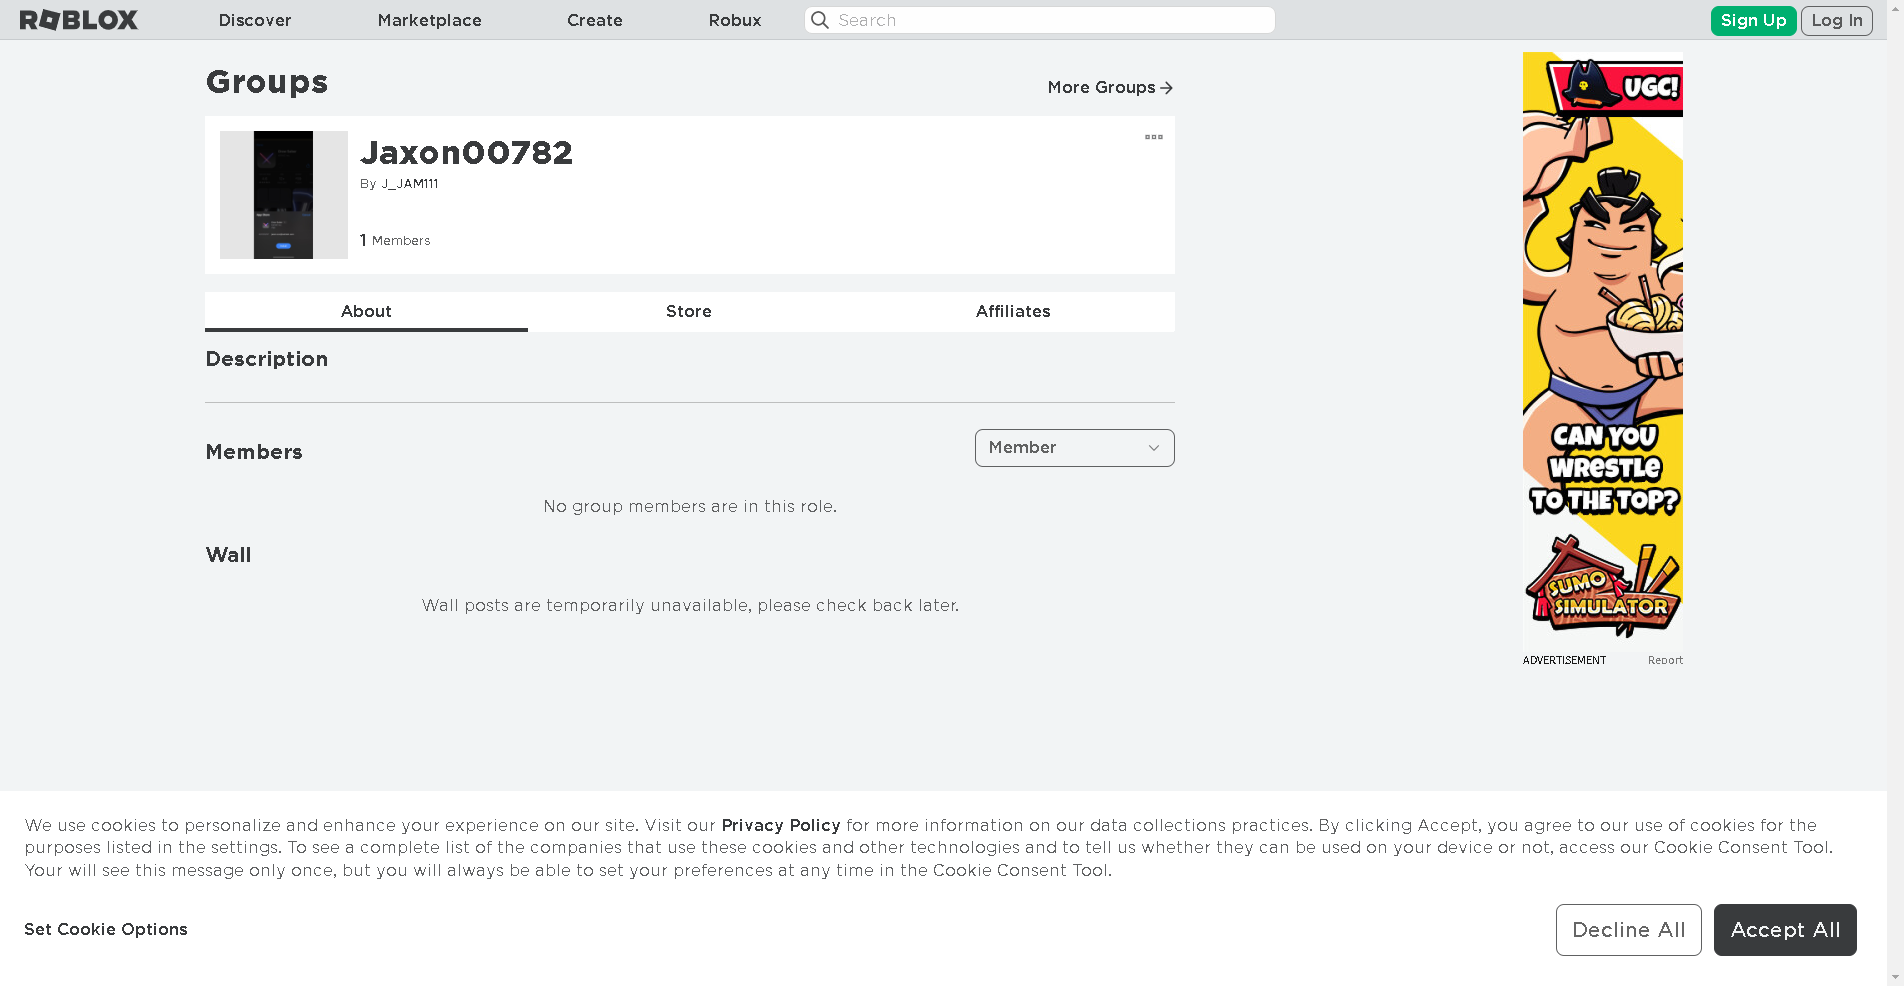 ROBLOX Discover Marketplace Create Robux Search Sign Up Log In
Groups
More Groups
Jaxon00782
By J_JAM111
1 Members
About Store Affiliates
Description
Members
Member
No group members are in this role.
Wall
Wall posts are temporarily unavailable, please check back later.
UGC!
CAN YOU
WRESTLE
TO THE TOP?
SUMO
SIMULATOR
ADVERTISEMENT Report
We use cookies to personalize and enhance your experience on our site. Visit our Privacy Policy for more information on our data collections practices. By clicking Accept, you agree to our use of cookies for the
purposes listed in the settings. To see a complete list of the companies that use these cookies and other technologies and to tell us whether they can be used on your device or not, access our Cookie Consent Tool.
Your will see this message only once, but you will always be able to set your preferences at any time in the Cookie Consent Tool.
Set Cookie Options
Decline All
Accept All